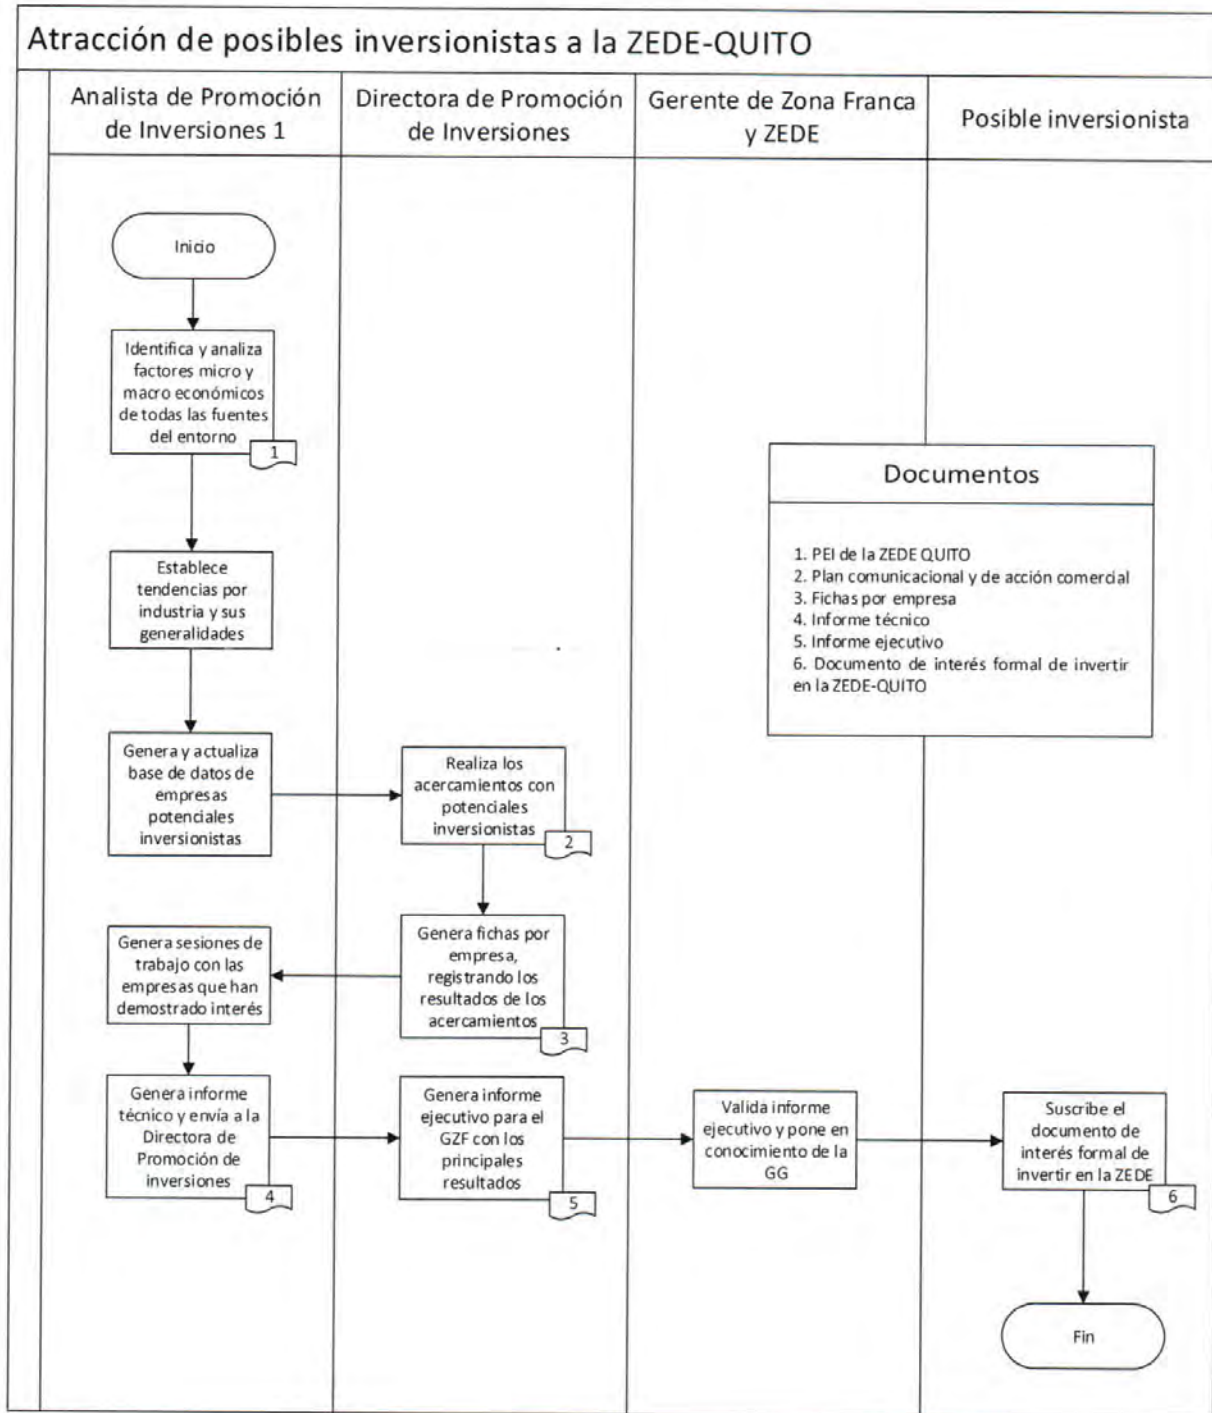 Atracción de posibles inversionistas a la ZEDE-QUITO
Analista de Promoción
de Inversiones 1
Directora de Promoción
de Inversiones
Gerente de Zona Franca
y ZEDE
Posible inversionista
Inicio
Identifica y analiza
factores micro y
macro económicos
de todas las fuentes
del entorno
1
Establece
tendencias por
industria y sus
generalidades
Documentos
1. PEI de la ZEDE QUITO
2. Plan comunicacional y de acción comercial
3. Fichas por empresa
4. Informe técnico
5. Informe ejecutivo
6. Documento de interés formal de invertir
en la ZEDE-QUITO
Genera y actualiza
base de datos de
empresas
potenciales
inversionistas
Realiza los
acercamientos con
potenciales
inversionistas
2
Genera fichas por
empresa,
registrando los
resultados de los
acercamientos
3
Genera sesiones de
trabajo con las
empresas que han
demostrado interés
Genera informe
técnico y envía a la
Directora de
Promoción de
inversiones
4
Genera informe
ejecutivo para el
GZF con los
principales
resultados
5
Valida informe
ejecutivo y pone en
conocimiento de la
GG
Suscribe el
documento de
interés formal de
invertir en la ZEDE
6
Fin